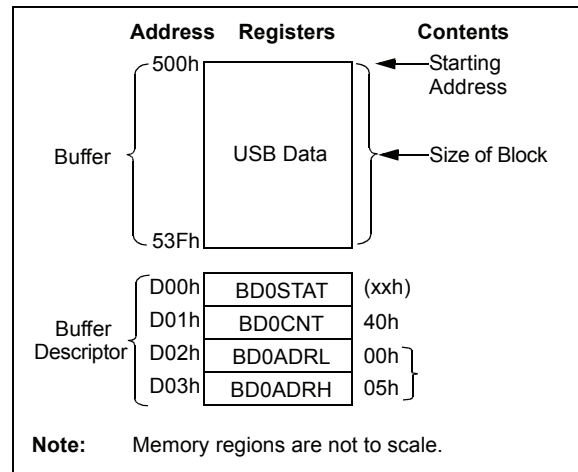 Address Registers Contents
500h
Starting
Address
Buffer
USB Data
Size of Block
53Fh
Buffer
Descriptor
D00h BD0STAT (xxh)
D01h BD0CNT 40h
D02h BD0ADRL 00h
D03h BD0ADRH 05h
Note: Memory regions are not to scale.